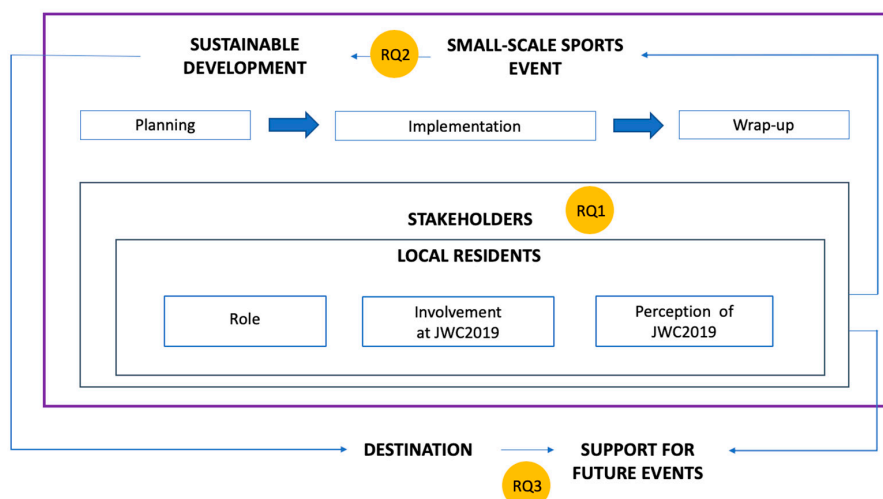 SUSTAINABLE
DEVELOPMENT
RQ2
SMALL-SCALE SPORTS
EVENT
Planning
Implementation
Wrap-up
RQ1
STAKEHOLDERS
LOCAL RESIDENTS
Role
Involvement
at JWC2019
Perception of
JWC2019
DESTINATION
SUPPORT FOR
FUTURE EVENTS
RQ3